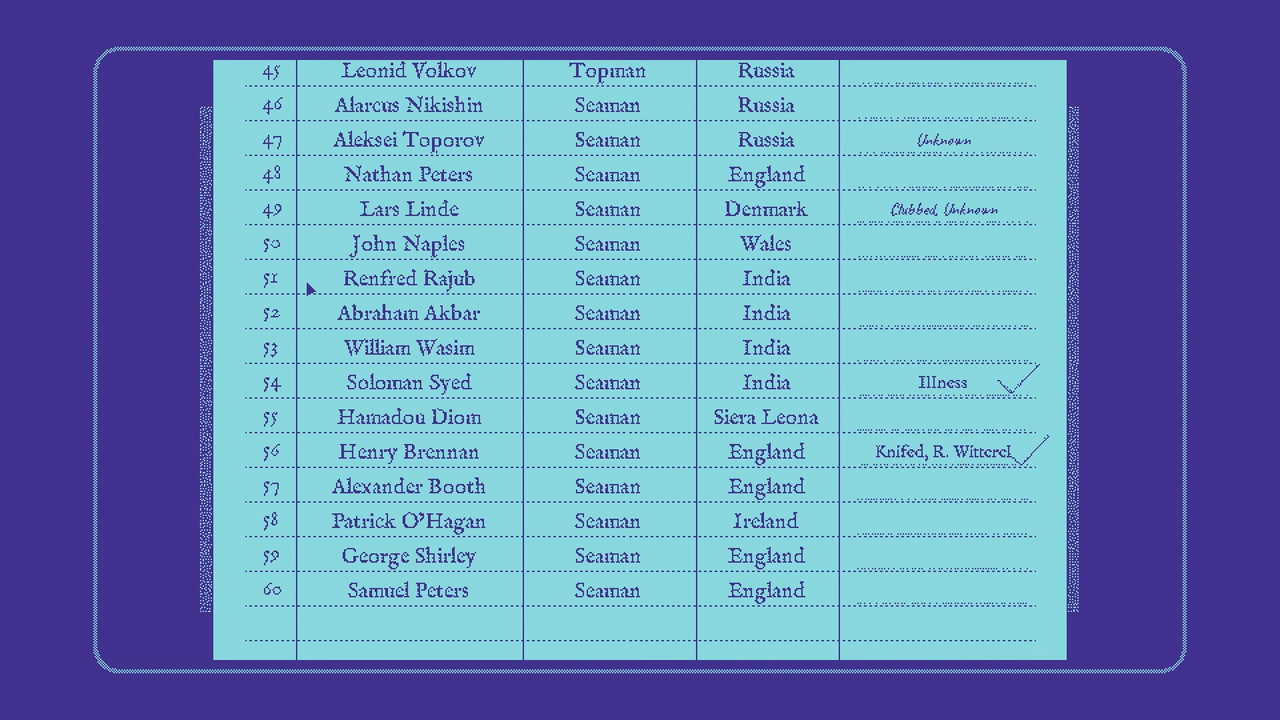 45 Leonid Volkov Topman Russia
46 Alarcus Nikishin Seaman Russia
47 Aleksei Toporov Seaman Russia Unknown
48 Nathan Peters Seaman England
49 Lars Linde Seaman Denmark Clubbed, Unknown
50 John Naples Seaman Wales
51 Renfred Rajub Seaman India
52 Abraham Akbar Seaman India
53 William Wasim Seaman India
54 Soloman Syed Seaman India Illness
55 Hamadou Diom Seaman Siera Leona
56 Henry Brennan Seaman England Knifed, R. Witterel
57 Alexander Booth Seaman England
58 Patrick O'Hagan Seaman Ireland
59 George Shirley Seaman England
60 Samuel Peters Seaman England